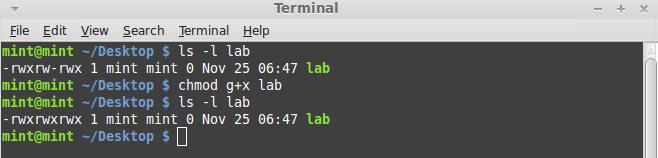 Terminal
File Edit View Search Terminal Help
mint@mint ~/Desktop $ ls -l lab
-rwxrw-rwx 1 mint mint 0 Nov 25 06:47 lab
mint@mint ~/Desktop $ chmod g+x lab
mint@mint ~/Desktop $ ls -l lab
-rwxrwxrwx 1 mint mint 0 Nov 25 06:47 lab
mint@mint ~/Desktop $